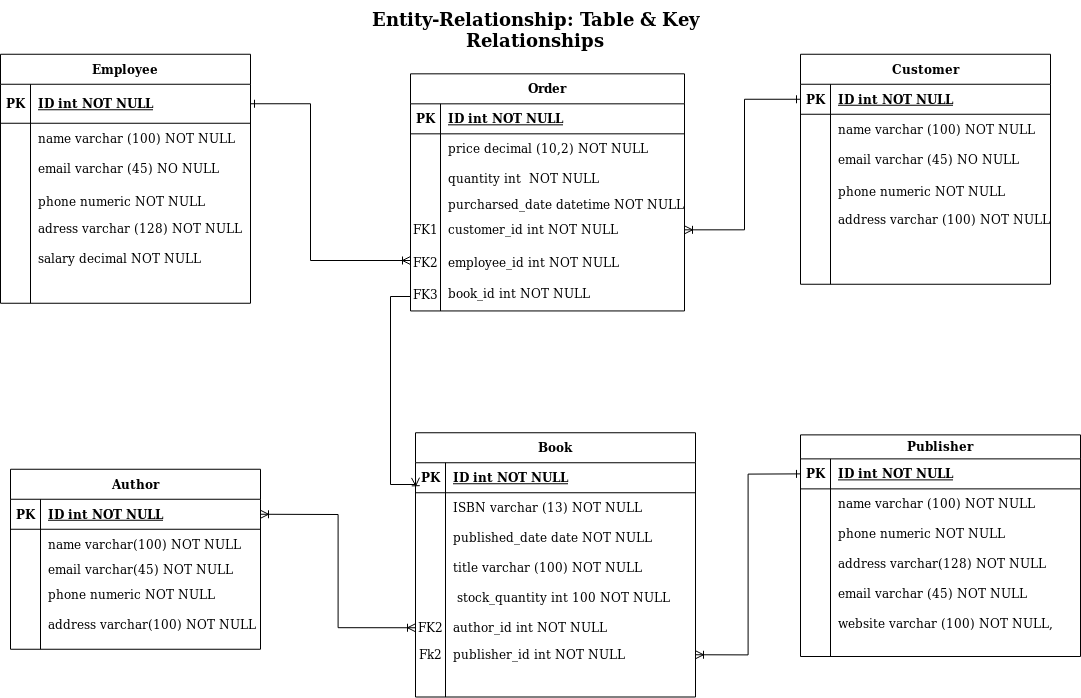 Entity-Relationship: Table & Key
Relationships
Employee
PK ID int NOT NULL
name varchar (100) NOT NULL
email varchar (45) NO NULL
phone numeric NOT NULL
adress varchar (128) NOT NULL
salary decimal NOT NULL
Order
PK ID int NOT NULL
price decimal (10,2) NOT NULL
quantity int  NOT NULL
purcharsed_date datetime NOT NULL
FK1 customer_id int NOT NULL
FK2 employee_id int NOT NULL
FK3 book_id int NOT NULL
Customer
PK ID int NOT NULL
name varchar (100) NOT NULL
email varchar (45) NO NULL
phone numeric NOT NULL
address varchar (100) NOT NULL
Author
PK ID int NOT NULL
name varchar(100) NOT NULL
email varchar(45) NOT NULL
phone numeric NOT NULL
address varchar(100) NOT NULL
Book
PK ID int NOT NULL
ISBN varchar (13) NOT NULL
published_date date NOT NULL
title varchar (100) NOT NULL
stock_quantity int 100 NOT NULL
FK2 author_id int NOT NULL
Fk2 publisher_id int NOT NULL
Publisher
PK ID int NOT NULL
name varchar (100) NOT NULL
phone numeric NOT NULL
address varchar(128) NOT NULL
email varchar (45) NOT NULL
website varchar (100) NOT NULL,